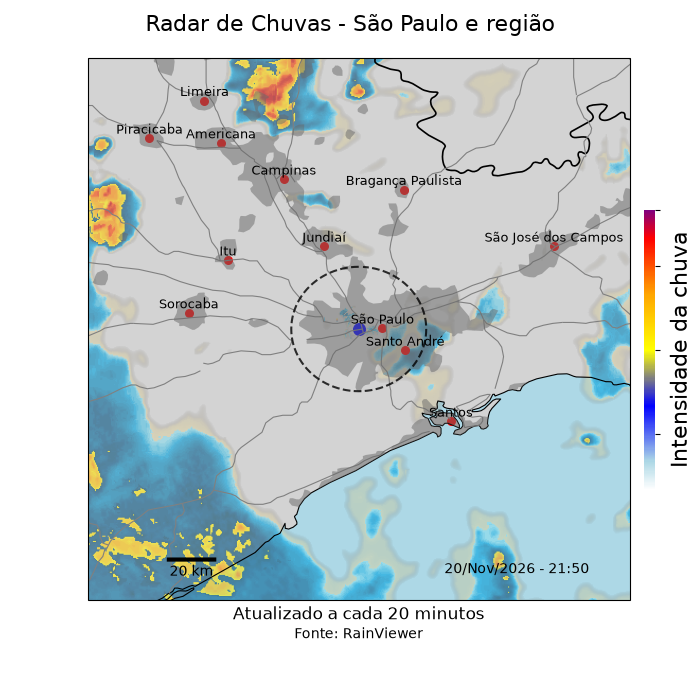 Radar de Chuvas - São Paulo e região
Limeira
Piracicaba
Americana
Campinas
Bragança Paulista
Jundiaí
São José dos Campos
Itu
Sorocaba
São Paulo
Santo André
Santos
Intensidade da chuva
20 km
20/Nov/2026 - 21:50
Atualizado a cada 20 minutos
Fonte: RainViewer